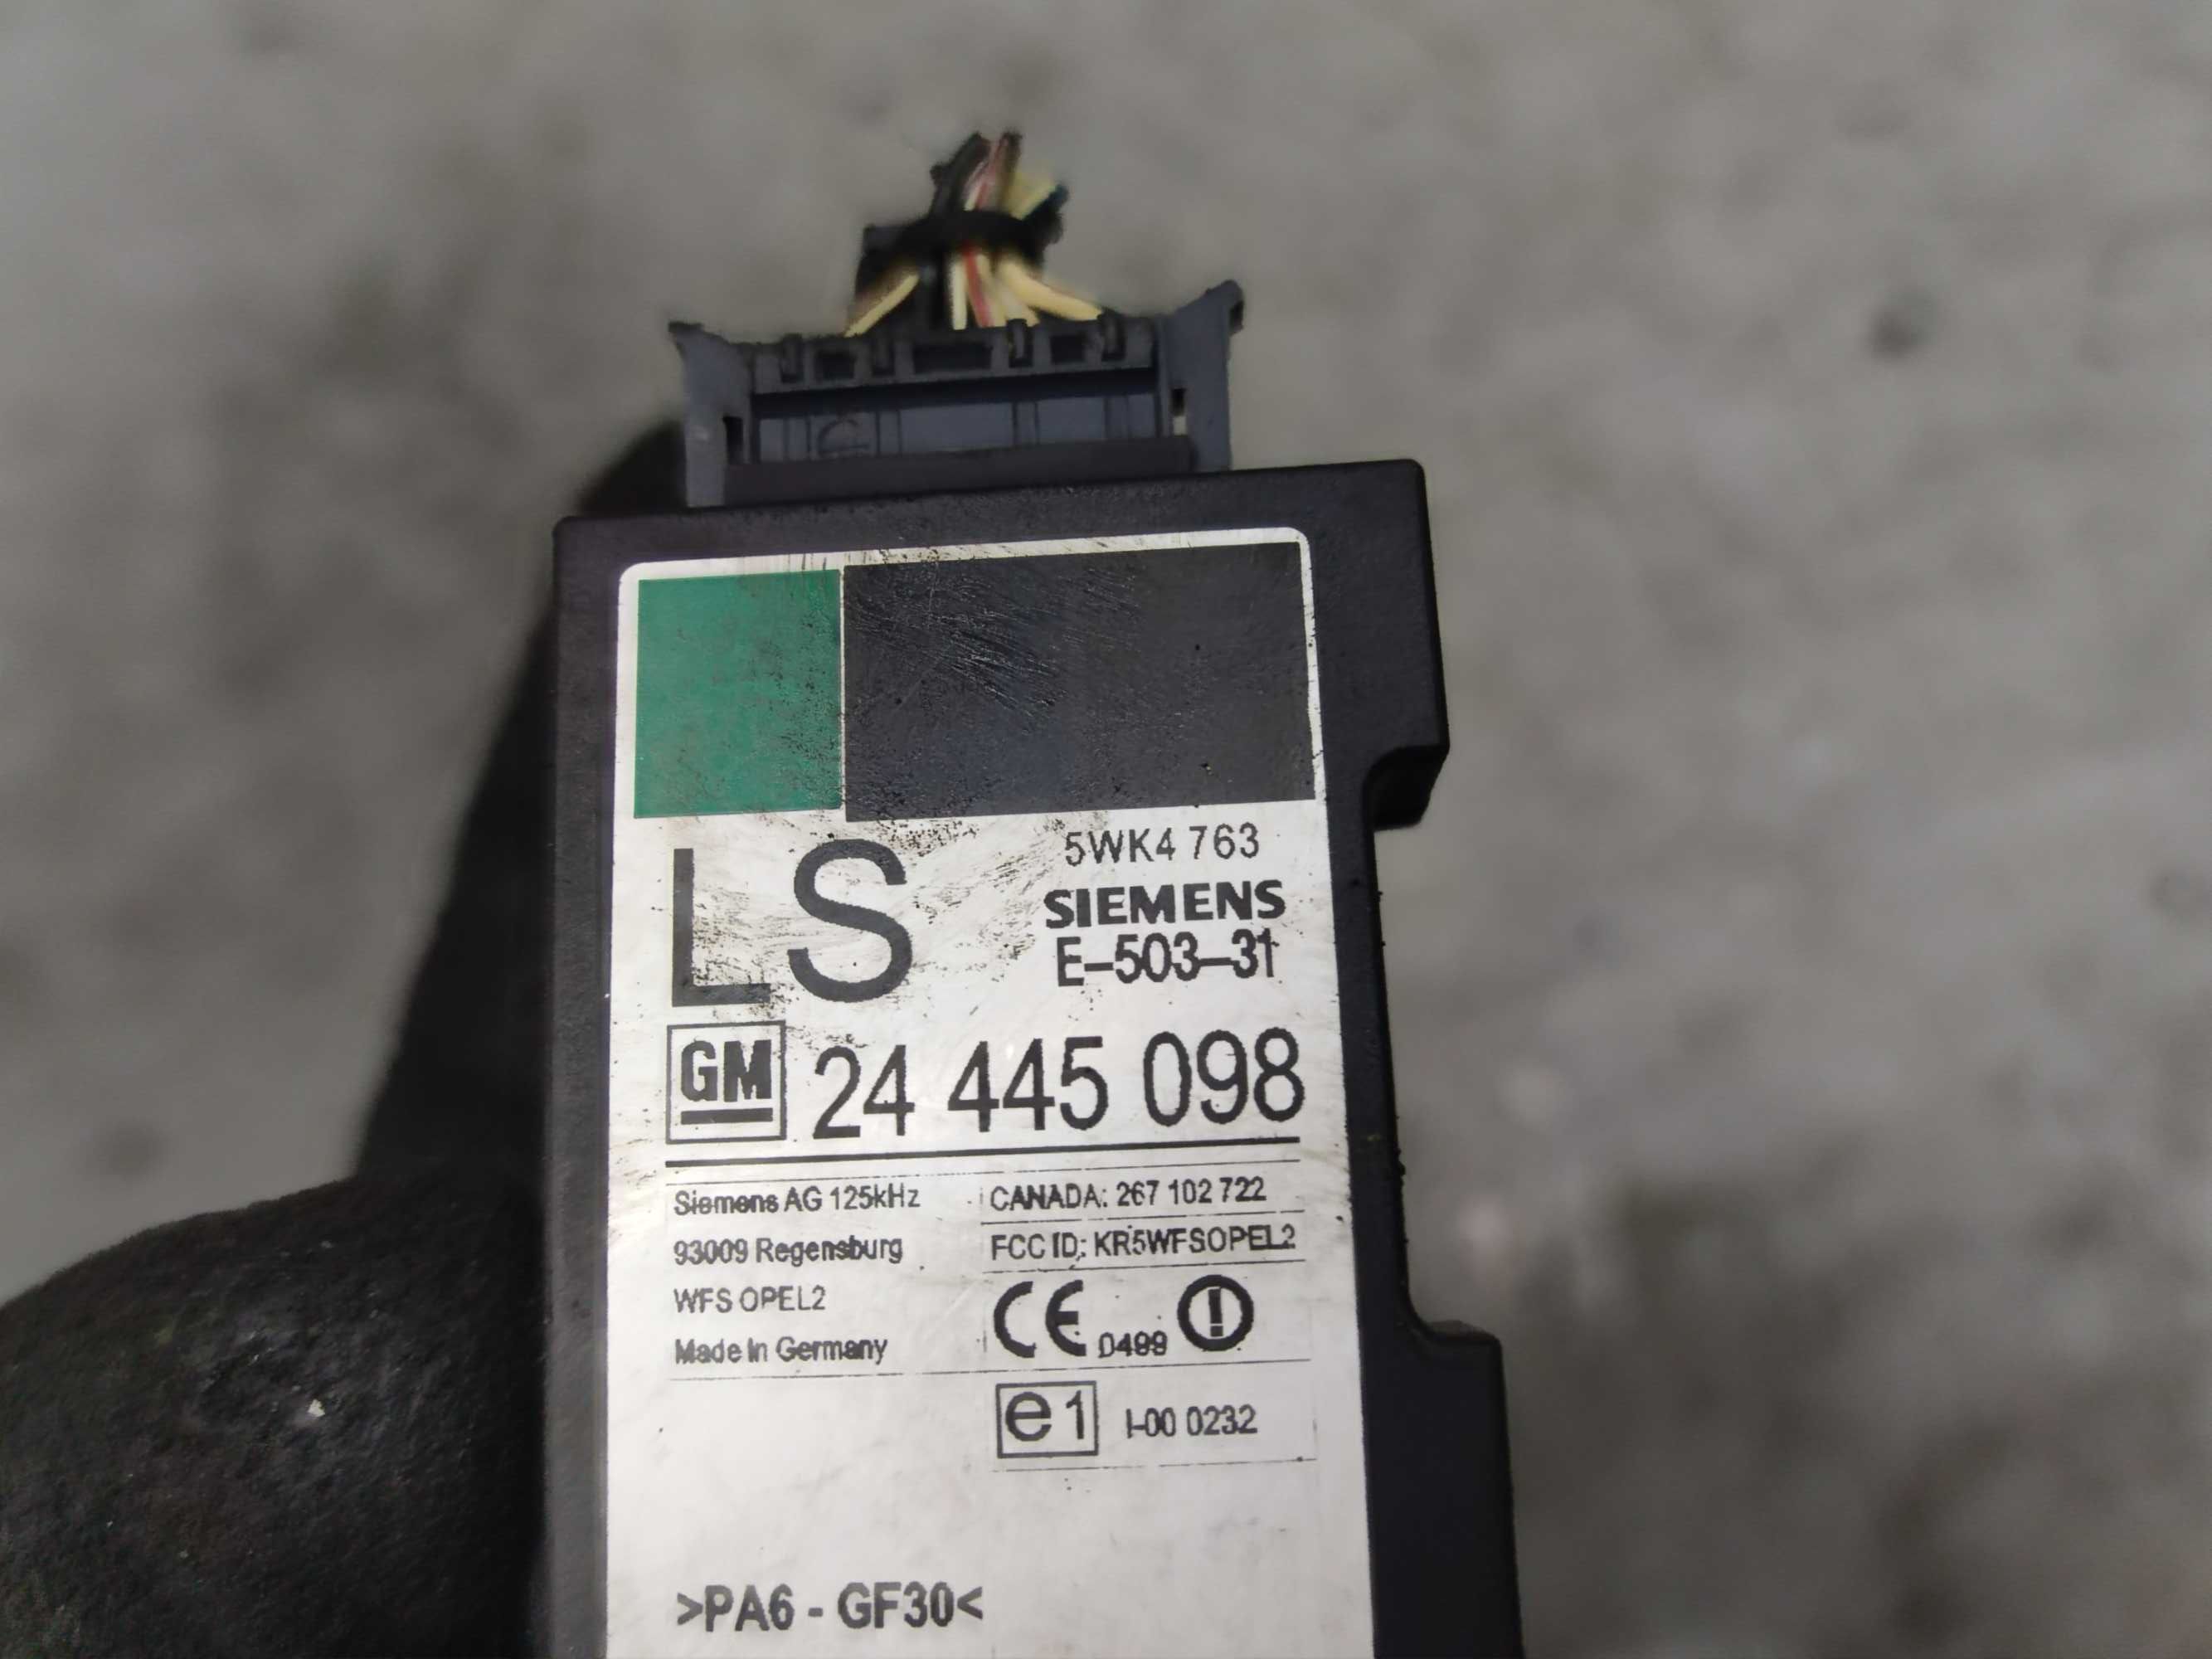 5WK4 763
LS
SIEMENS
E-503-31
GM 24 445 098
Siemens AG 125kHz
CANADA: 267 102 722
93009 Regensburg
FCC ID: KR5WFSOPEL2
WFS OPEL2
CE 0499
Made in Germany
e1 I-00 0232
>PA6 - GF30<